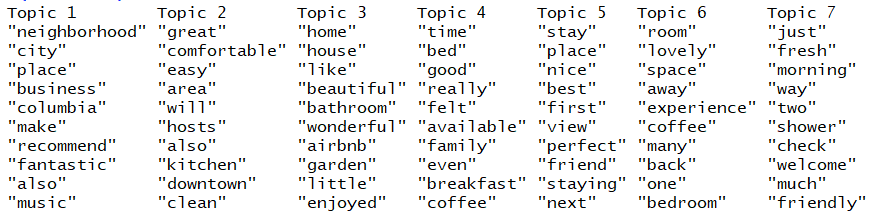 Topic 1 Topic 2 Topic 3 Topic 4 Topic 5 Topic 6 Topic 7
"neighborhood" "great" "home" "time" "stay" "room" "just"
"city" "comfortable" "house" "bed" "place" "lovely" "fresh"
"place" "easy" "like" "good" "nice" "space" "morning"
"business" "area" "beautiful" "really" "best" "away" "way"
"columbia" "will" "bathroom" "felt" "first" "experience" "two"
"make" "hosts" "wonderful" "available" "view" "coffee" "shower"
"recommend" "also" "airbnb" "family" "perfect" "many" "check"
"fantastic" "kitchen" "garden" "even" "friend" "back" "welcome"
"also" "downtown" "little" "breakfast" "staying" "one" "much"
"music" "clean" "enjoyed" "coffee" "next" "bedroom" "friendly"